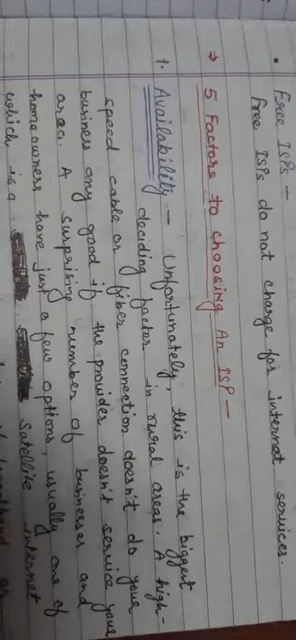 • Free ISPs –
Free ISPs do not charge for internet services.
→ 5 Factors to choosing An ISP –
1. Availability – Unfortunately, this is the biggest
deciding factor in rural areas. A high-
speed cable or fiber connection doesn't do your
business any good if the provider doesn't service your
area. A surprising number of businesses and
homeowners have just a few options, usually one of
which is a Satellite internet